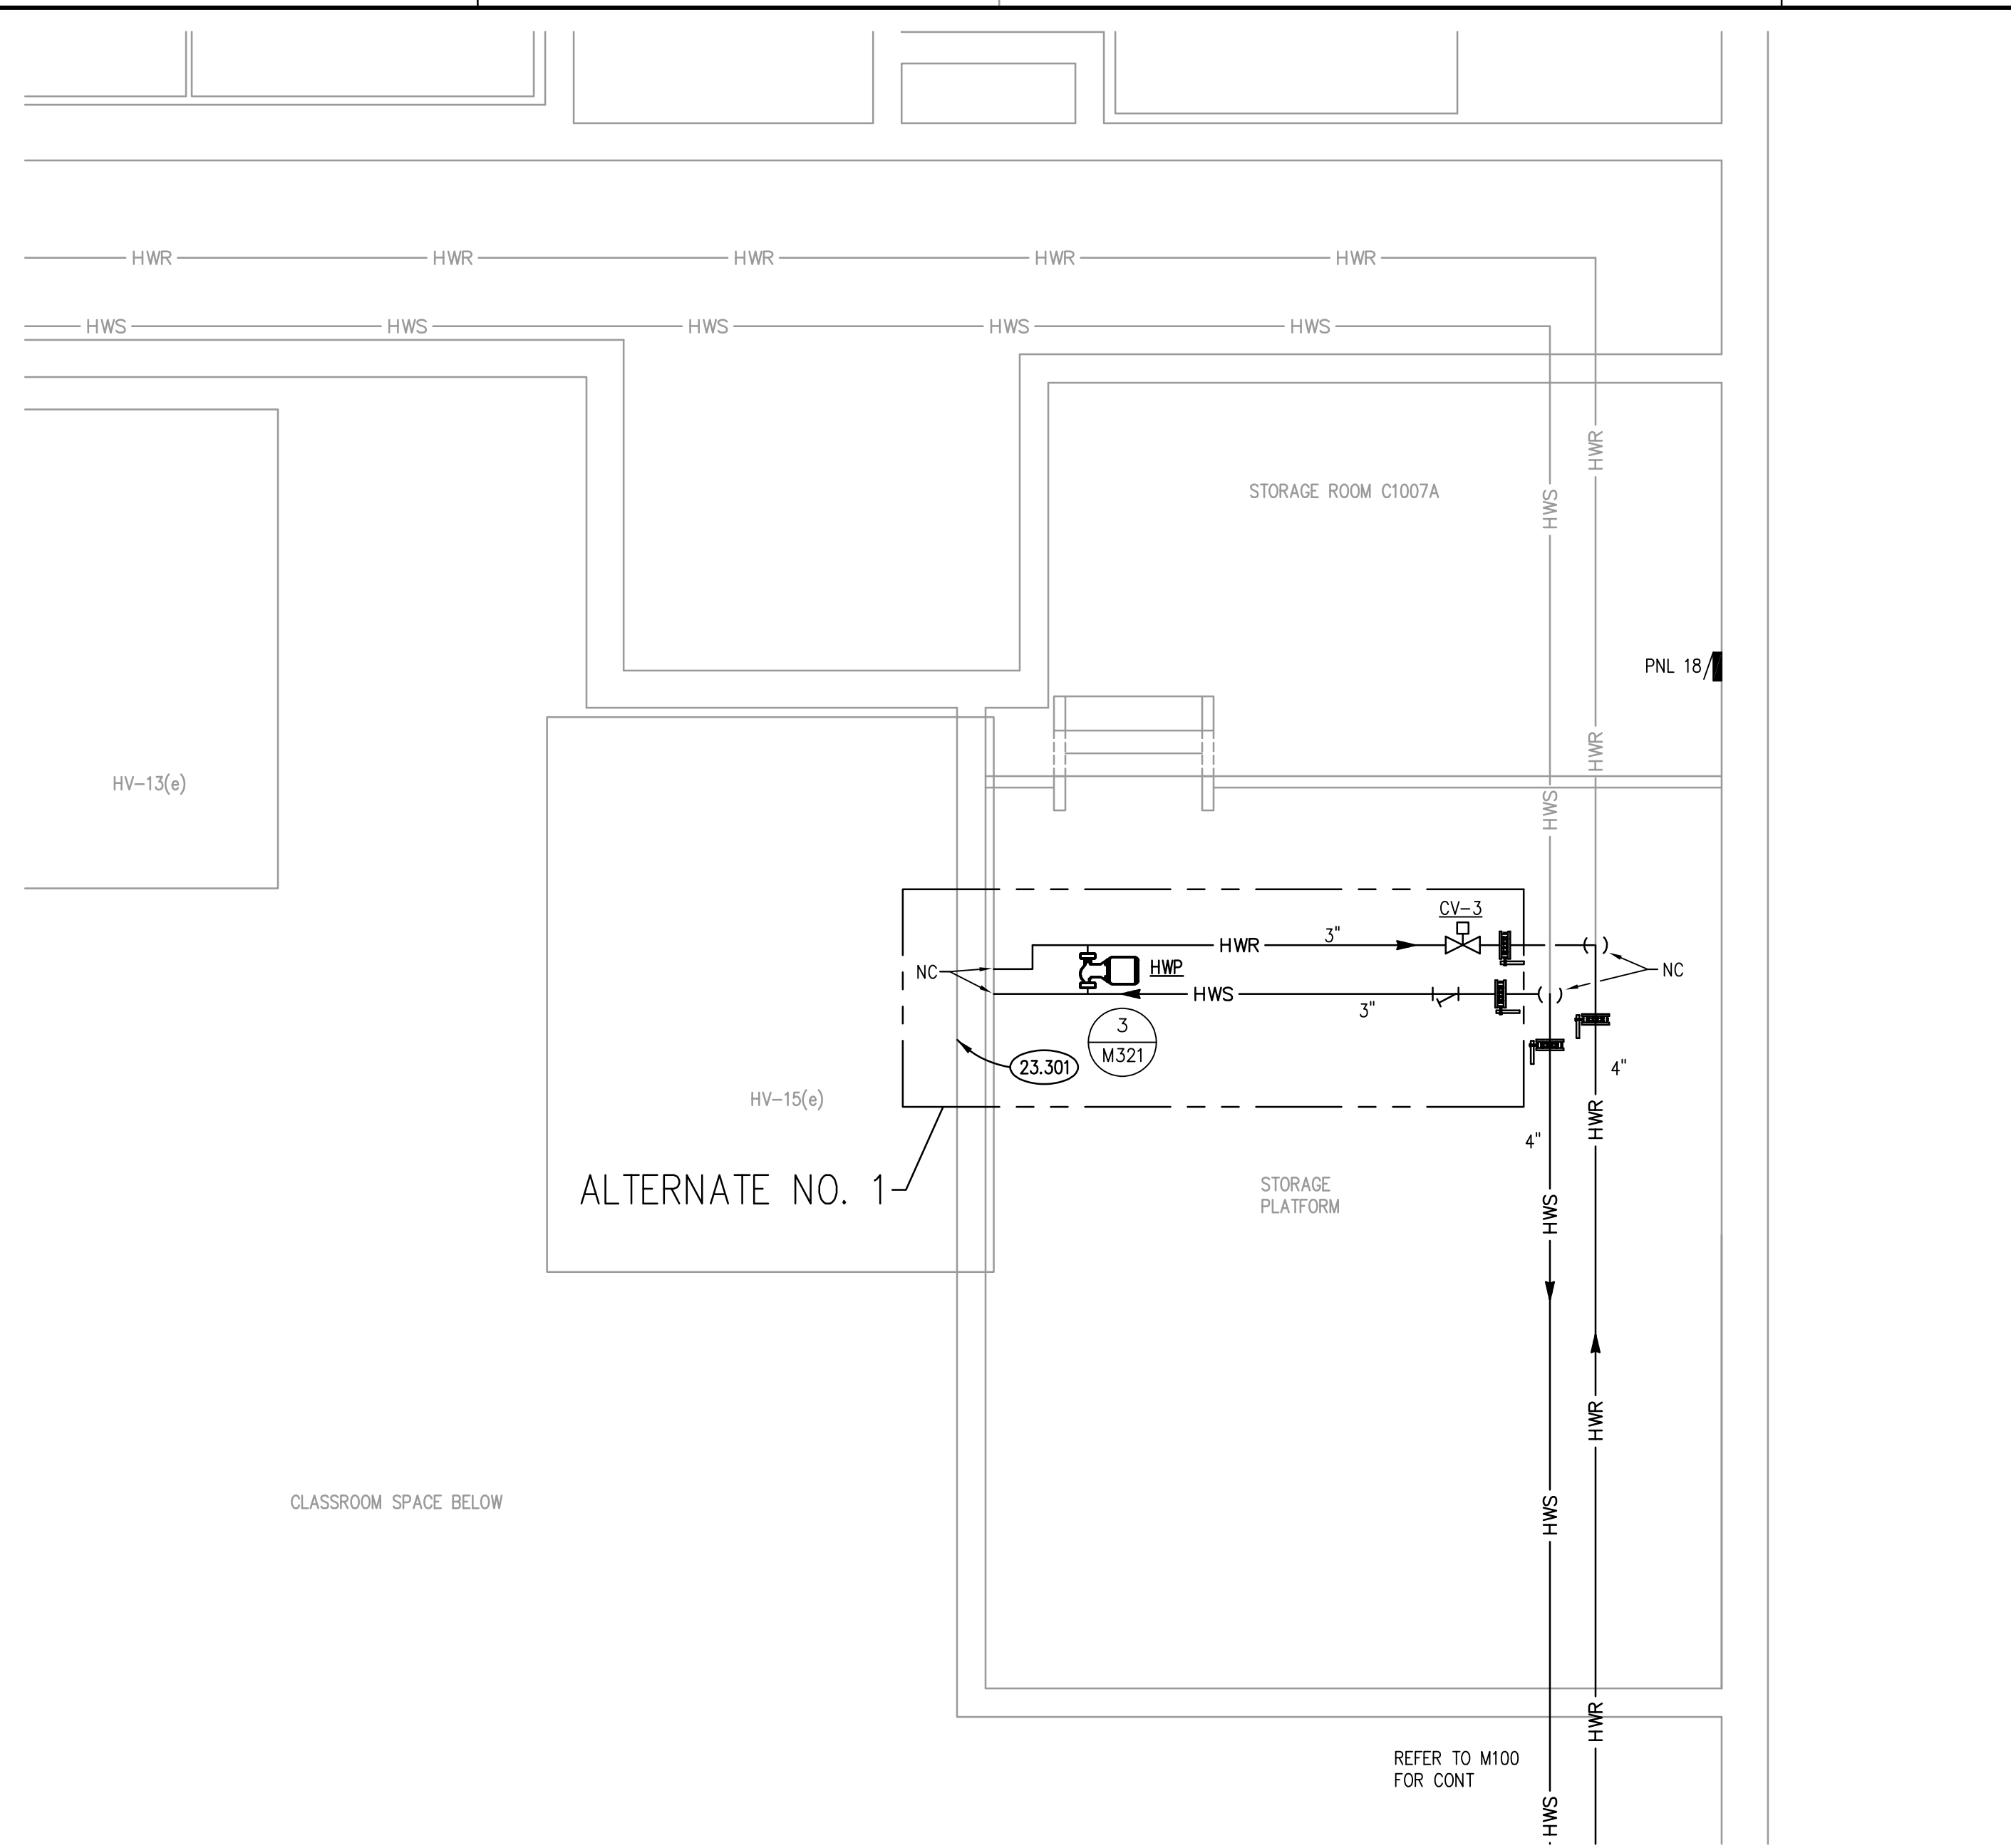 HWR HWR HWR HWR HWR
HWS HWS HWS HWS HWS
HWR
STORAGE ROOM C1007A
HWS
PNL 18
HWR
HV-13(e)
HWS
CV-3
3"
HWR
NC
HWP
NC
HWS
3"
3
M321
23.301
4"
HV-15(e)
HWR
4"
ALTERNATE NO. 1
STORAGE
PLATFORM
HWS
HWR
CLASSROOM SPACE BELOW
HWS
HWR
REFER TO M100
FOR CONT
HWS